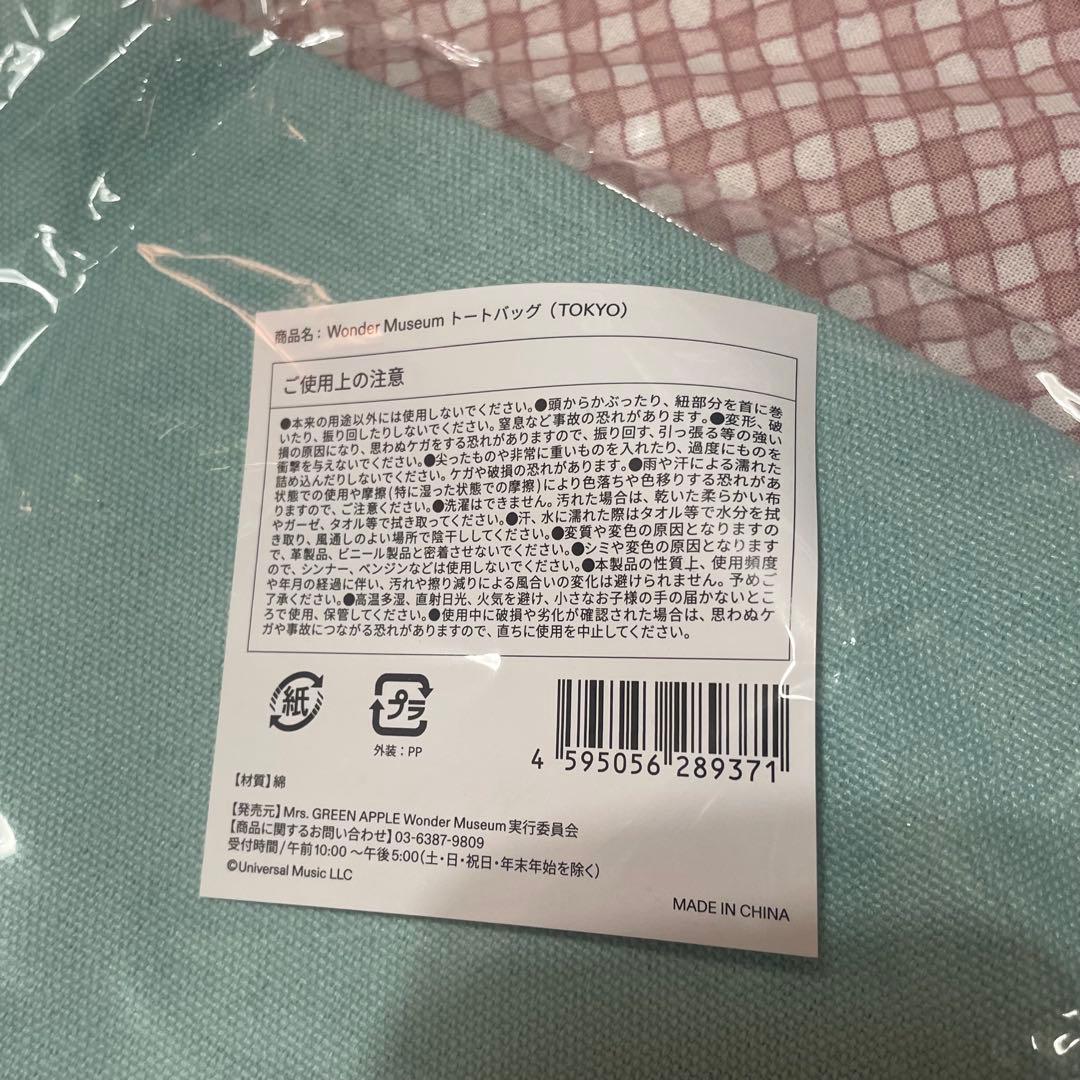 商品名：Wonder Museum トートバッグ（TOKYO）
ご使用上の注意
●本来の用途以外には使用しないでください。●頭からかぶったり、紐部分を首に巻
いたり、振り回したりしないでください。窒息など事故の恐れがあります。●変形、破
損の原因になり、思わぬケガをする恐れがありますので、振り回す、引っ張る等の強い
衝撃を与えないでください。●尖ったものや非常に重いものを入れたり、過度にものを
詰め込んだりしないでください。ケガや破損の恐れがあります。●雨や汗による濡れた
状態での使用や摩擦(特に湿った状態での摩擦)により色落ちや色移りする恐れがあ
りますので、ご注意ください。●洗濯はできません。汚れた場合は、乾いた柔らかい布
やガーゼ、タオル等で拭き取ってください。●汗、水に濡れた際はタオル等で水分を拭
き取り、風通しのよい場所で陰干ししてください。●変質や変色の原因となりますの
で、革製品、ビニール製品と密着させないでください。●シミや変色の原因となります
ので、シンナー、ベンジンなどは使用しないでください。●本製品の性質上、使用頻度
や年月の経過に伴い、汚れや擦り減りによる風合いの変化は避けられません。予めご
了承ください。●高温多湿、直射日光、火気を避け、小さなお子様の手の届かないとこ
ろで使用、保管してください。●使用中に破損や劣化が確認された場合は、思わぬケ
ガや事故につながる恐れがありますので、直ちに使用を中止してください。
紙
プラ
外装：PP
4 595056 289371
【材質】綿
【発売元】Mrs. GREEN APPLE Wonder Museum実行委員会
【商品に関するお問い合わせ】03-6387-9809
受付時間/午前10:00～午後5:00(土・日・祝日・年末年始を除く)
©Universal Music LLC
MADE IN CHINA